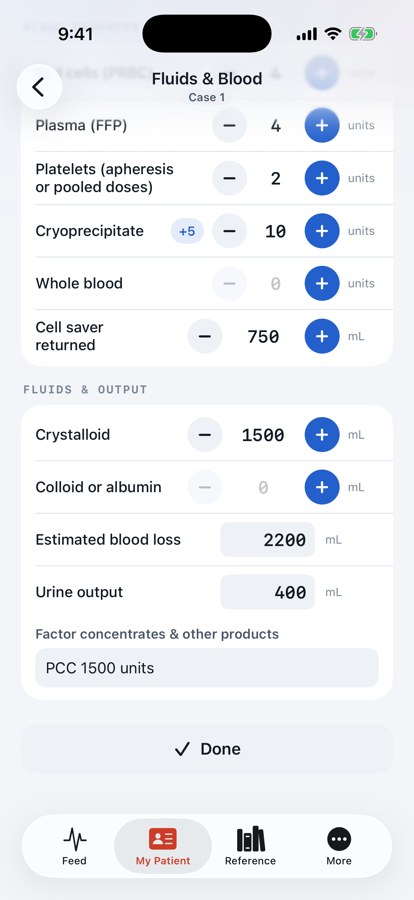 9:41
Fluids & Blood
Case 1
Plasma (FFP) 4 units
Platelets (apheresis
or pooled doses) 2 units
Cryoprecipitate +5 10 units
Whole blood 0 units
Cell saver
returned 750 mL
FLUIDS & OUTPUT
Crystalloid 1500 mL
Colloid or albumin 0 mL
Estimated blood loss 2200 mL
Urine output 400 mL
Factor concentrates & other products
PCC 1500 units
Done
Feed My Patient Reference More